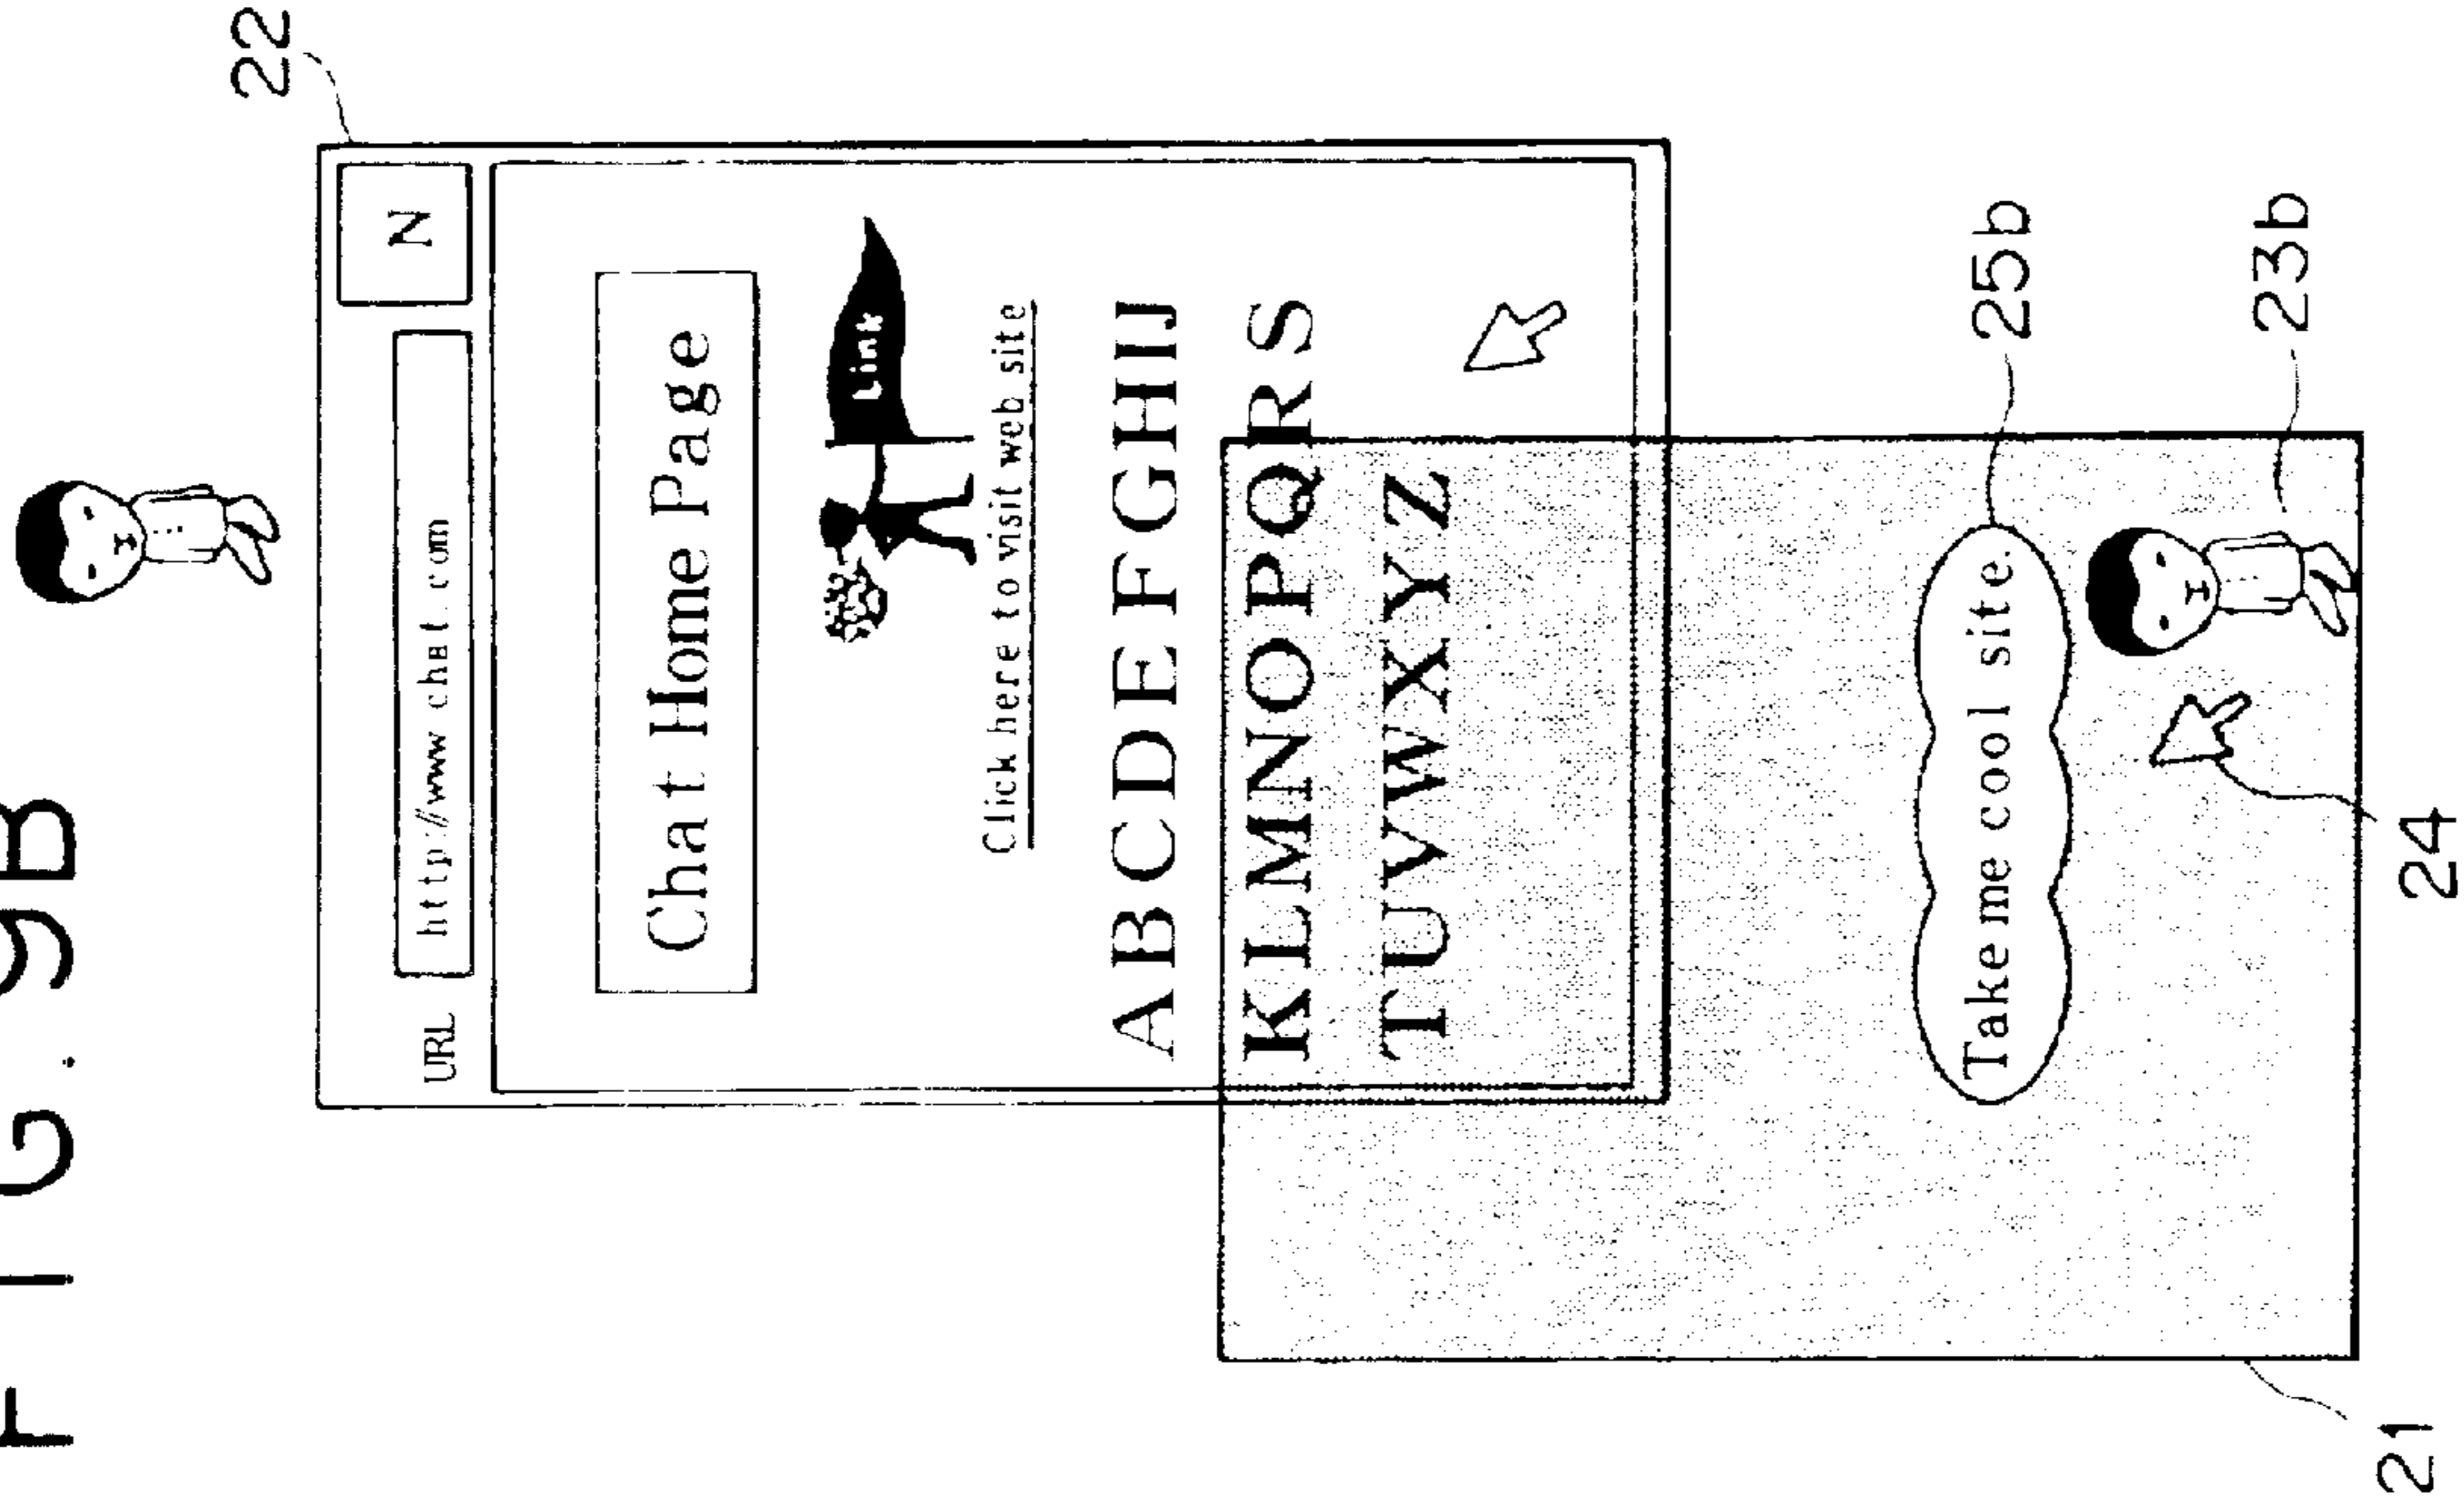 FIG. 9B
22
N
URL http://www.chat.com
Chat Home Page
Link
Click here to visit web site
ABCDEFGHIJ
KLMNOPQRS
TUVWXYZ
25b
Take me cool site.
23b
24
21